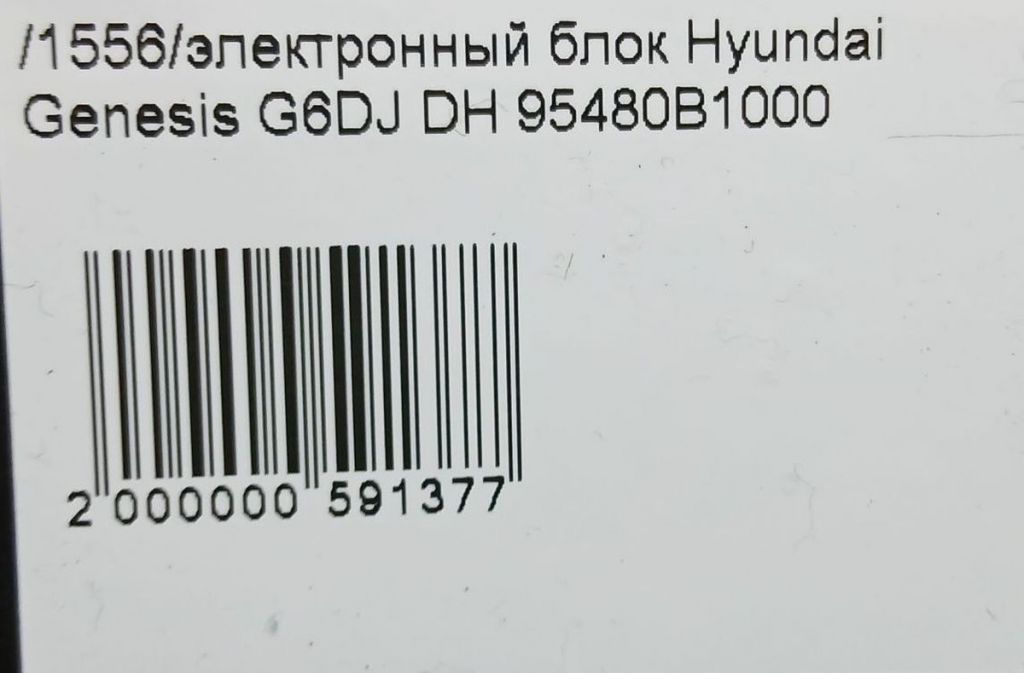 /1556/электронный блок Hyundai
Genesis G6DJ DH 95480B1000
2 000000 591377